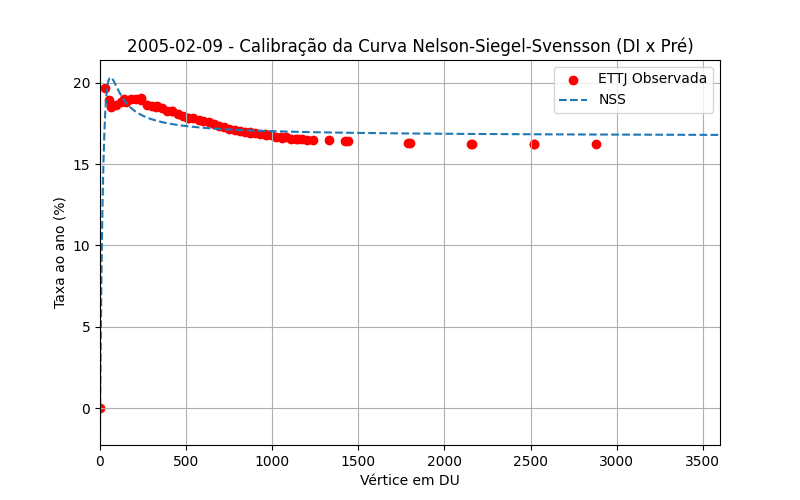 2005-02-09 - Calibração da Curva Nelson-Siegel-Svensson (DI x Pré)
ETTJ Observada
NSS
Taxa ao ano (%)
20
15
10
5
0
0 500 1000 1500 2000 2500 3000 3500
Vértice em DU